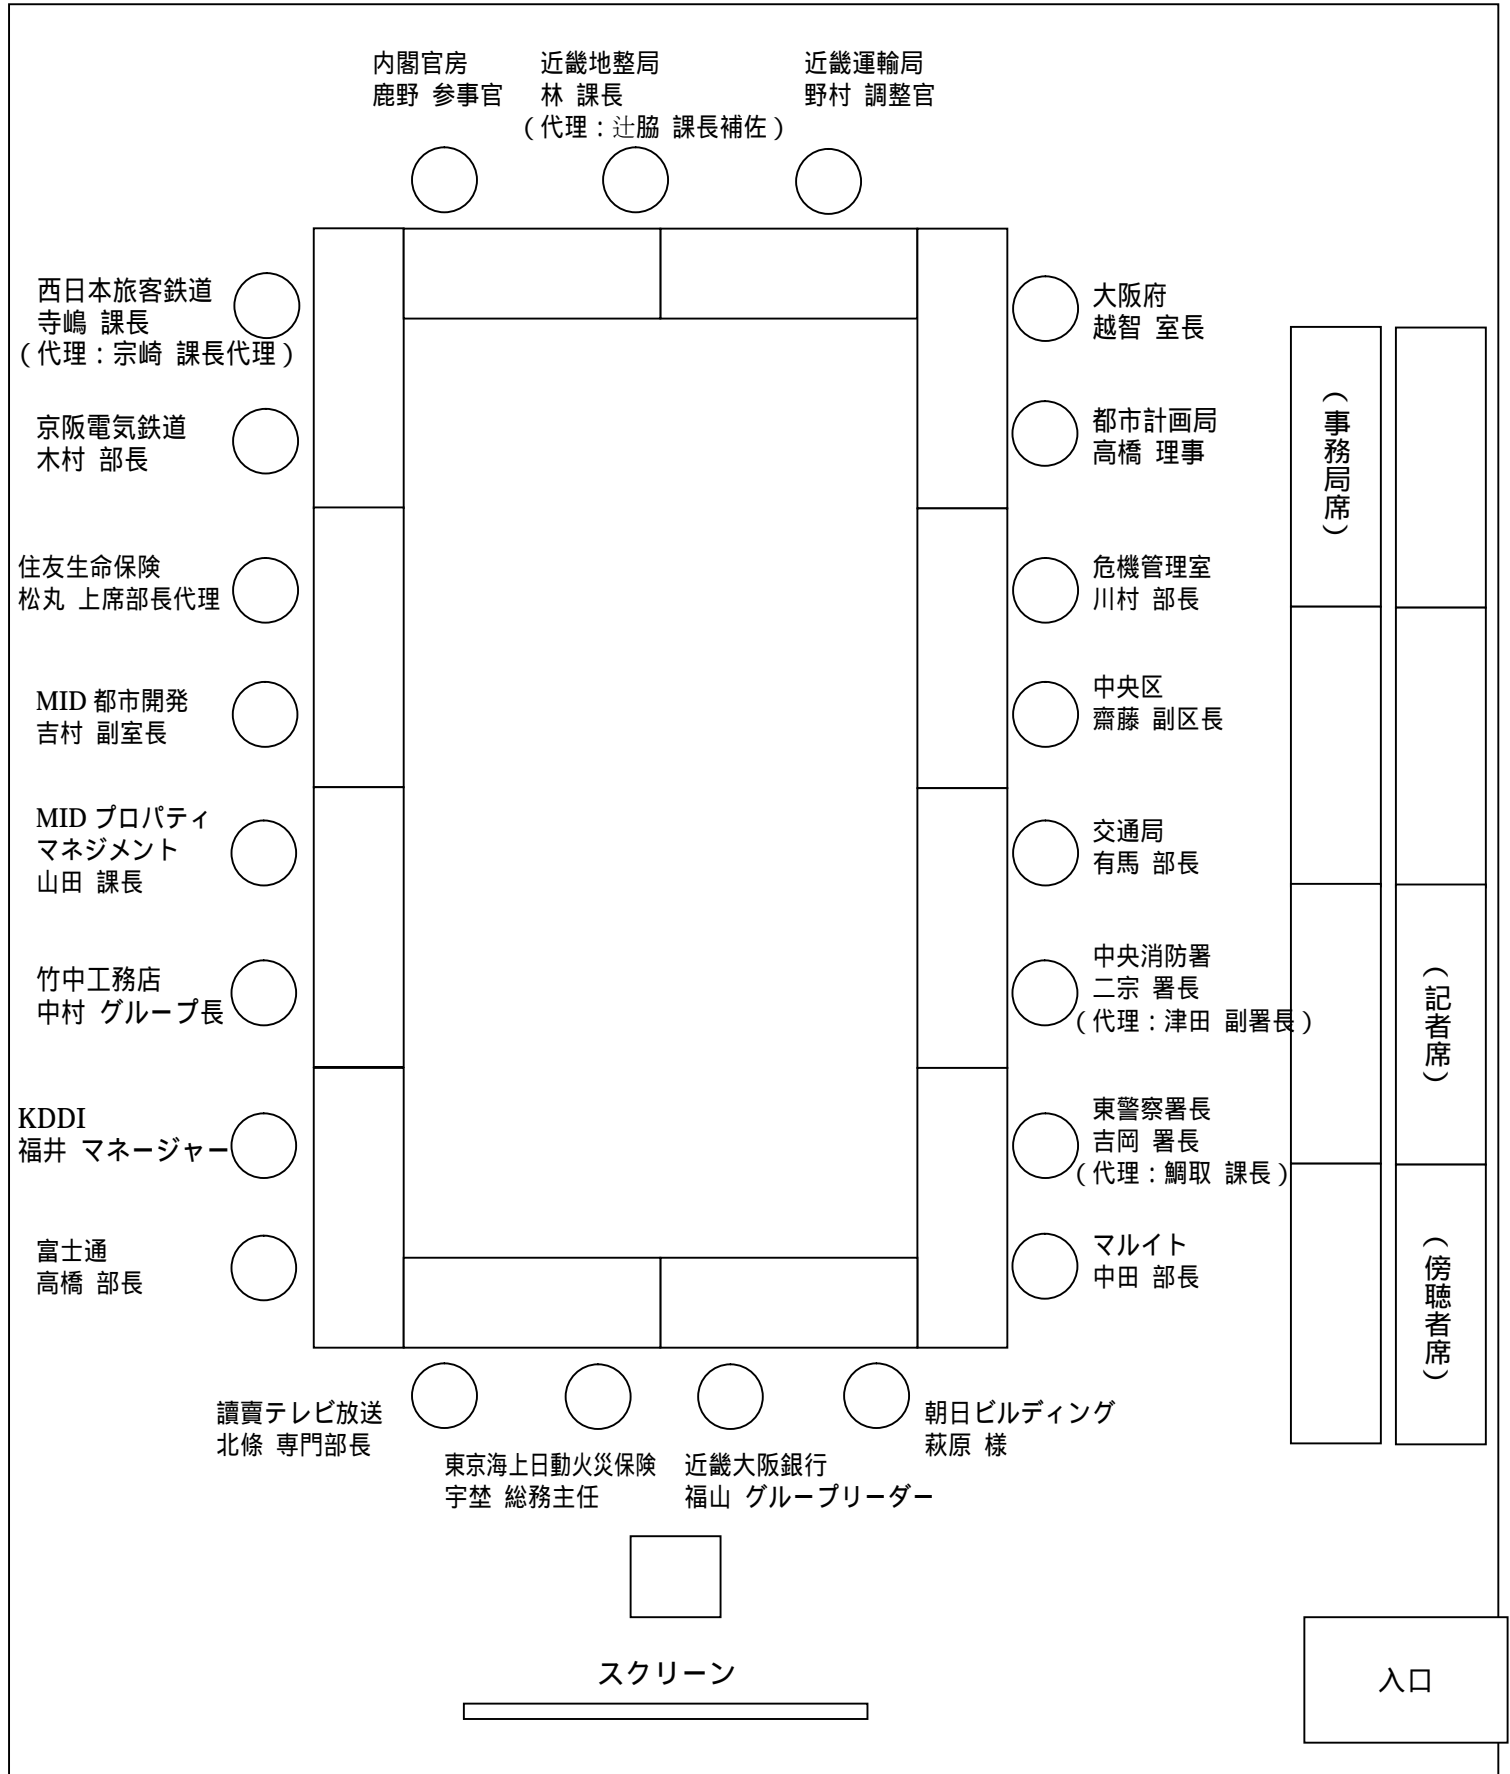 内閣官房
鹿野 参事官
近畿地整局
林 課長
（代理：辻脇 課長補佐）
近畿運輸局
野村 調整官
西日本旅客鉄道
寺嶋 課長
（代理：宗崎 課長代理）
京阪電気鉄道
木村 部長
住友生命保険
松丸 上席部長代理
MID 都市開発
吉村 副室長
MID プロパティ
マネジメント
山田 課長
竹中工務店
中村 グループ長
KDDI
福井 マネージャー
富士通
高橋 部長
大阪府
越智 室長
都市計画局
高橋 理事
危機管理室
川村 部長
中央区
齋藤 副区長
交通局
有馬 部長
中央消防署
二宗 署長
（代理：津田 副署長）
東警察署長
吉岡 署長
（代理：鯛取 課長）
マルイト
中田 部長
讀賣テレビ放送
北條 専門部長
東京海上日動火災保険
宇埜 総務主任
近畿大阪銀行
福山 グループリーダー
朝日ビルディング
萩原 様
（事務局席）
（記者席）
（傍聴者席）
スクリーン
入口